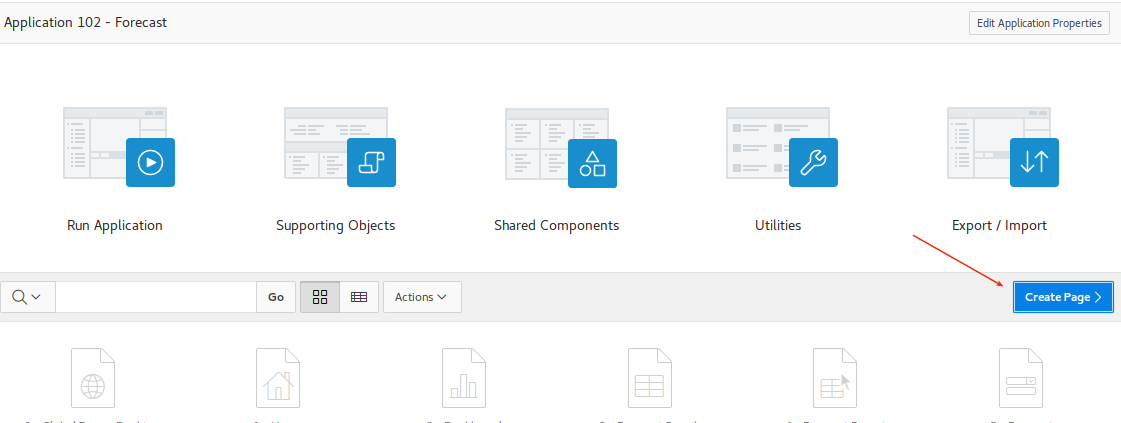 Application 102 - Forecast
Edit Application Properties
Run Application
Supporting Objects
Shared Components
Utilities
Export / Import
Go
Actions
Create Page